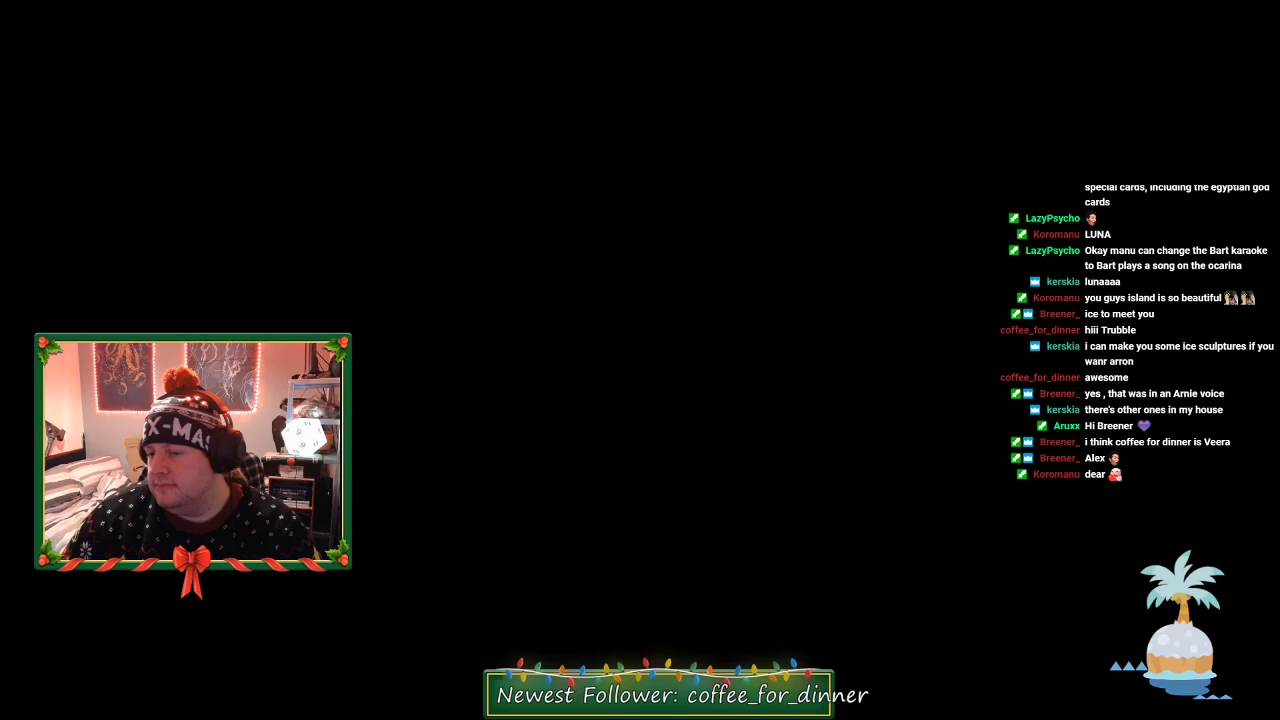 special cards, including the egyptian god
cards
LazyPsycho
Koromanu LUNA
LazyPsycho Okay manu can change the Bart karaoke
to Bart plays a song on the ocarina
kerskia lunaaaa
Koromanu you guys island is so beautiful
Breener_ ice to meet you
coffee_for_dinner hiii Trubble
kerskia i can make you some ice sculptures if you
wanr arron
coffee_for_dinner awesome
Breener_ yes , that was in an Arnie voice
kerskia there's other ones in my house
Aruxx Hi Breener
Breener_ i think coffee for dinner is Veera
Breener_ Alex
Koromanu dear
X-MAS
Newest Follower: coffee_for_dinner